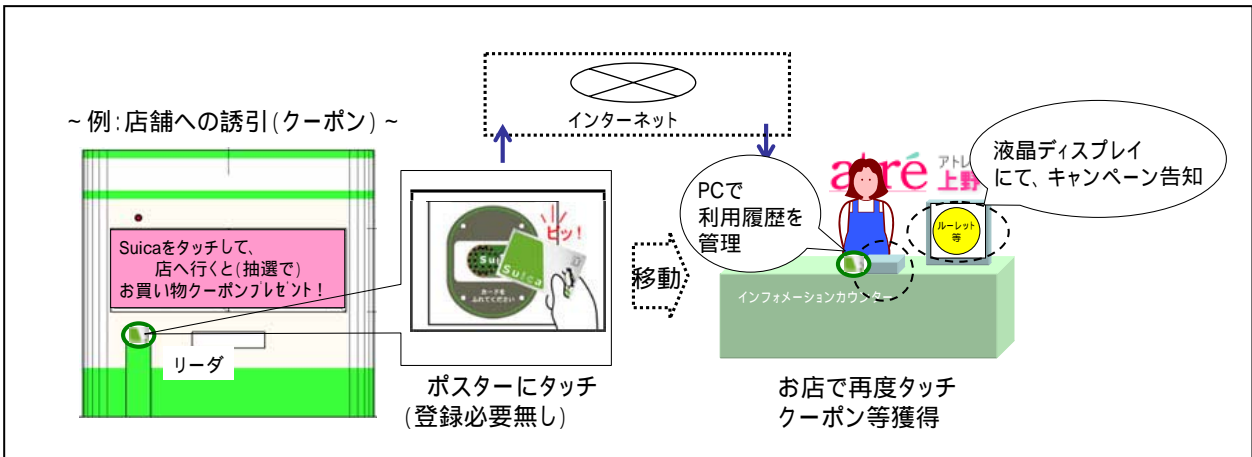 ~例:店舗への誘引(クーポン)~
インターネット
Suicaをタッチして、
店へ行くと(抽選で)
お買い物クーポンプレゼント!
リーダ
Suica
カードを
ふれてください
ピッ!
Suica
ポスターにタッチ
(登録必要無し)
移動
PCで
利用履歴を
管理
atré アトレ
上野
液晶ディスプレイ
にて、キャンペーン告知
ルーレット
等
インフォメーションカウンター
お店で再度タッチ
クーポン等獲得